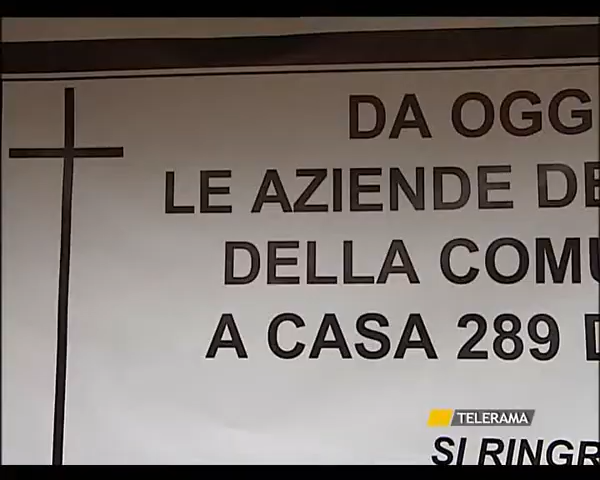 DA OGG
LE AZIENDE DE
DELLA COMU
A CASA 289 D
TELERAMA
SI RINGR